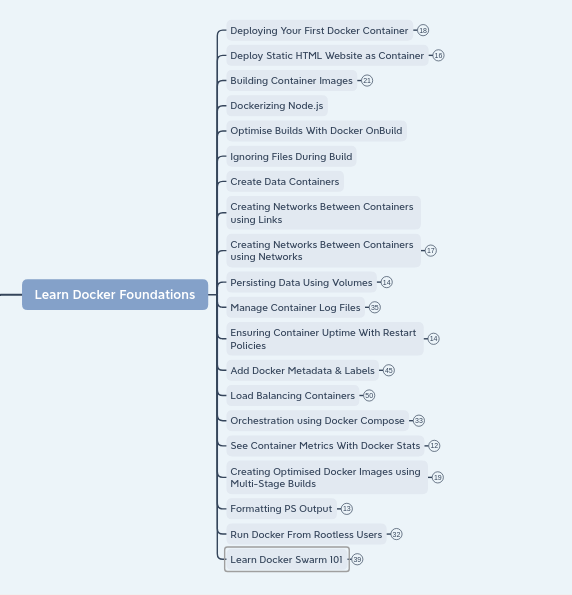 Deploying Your First Docker Container 18
Deploy Static HTML Website as Container 16
Building Container Images 21
Dockerizing Node.js
Optimise Builds With Docker OnBuild
Ignoring Files During Build
Create Data Containers
Creating Networks Between Containers
using Links
Creating Networks Between Containers
using Networks 17
Learn Docker Foundations
Persisting Data Using Volumes 14
Manage Container Log Files 35
Ensuring Container Uptime With Restart
Policies 14
Add Docker Metadata & Labels 45
Load Balancing Containers 50
Orchestration using Docker Compose 33
See Container Metrics With Docker Stats 12
Creating Optimised Docker Images using
Multi-Stage Builds 19
Formatting PS Output 13
Run Docker From Rootless Users 32
Learn Docker Swarm 101 39